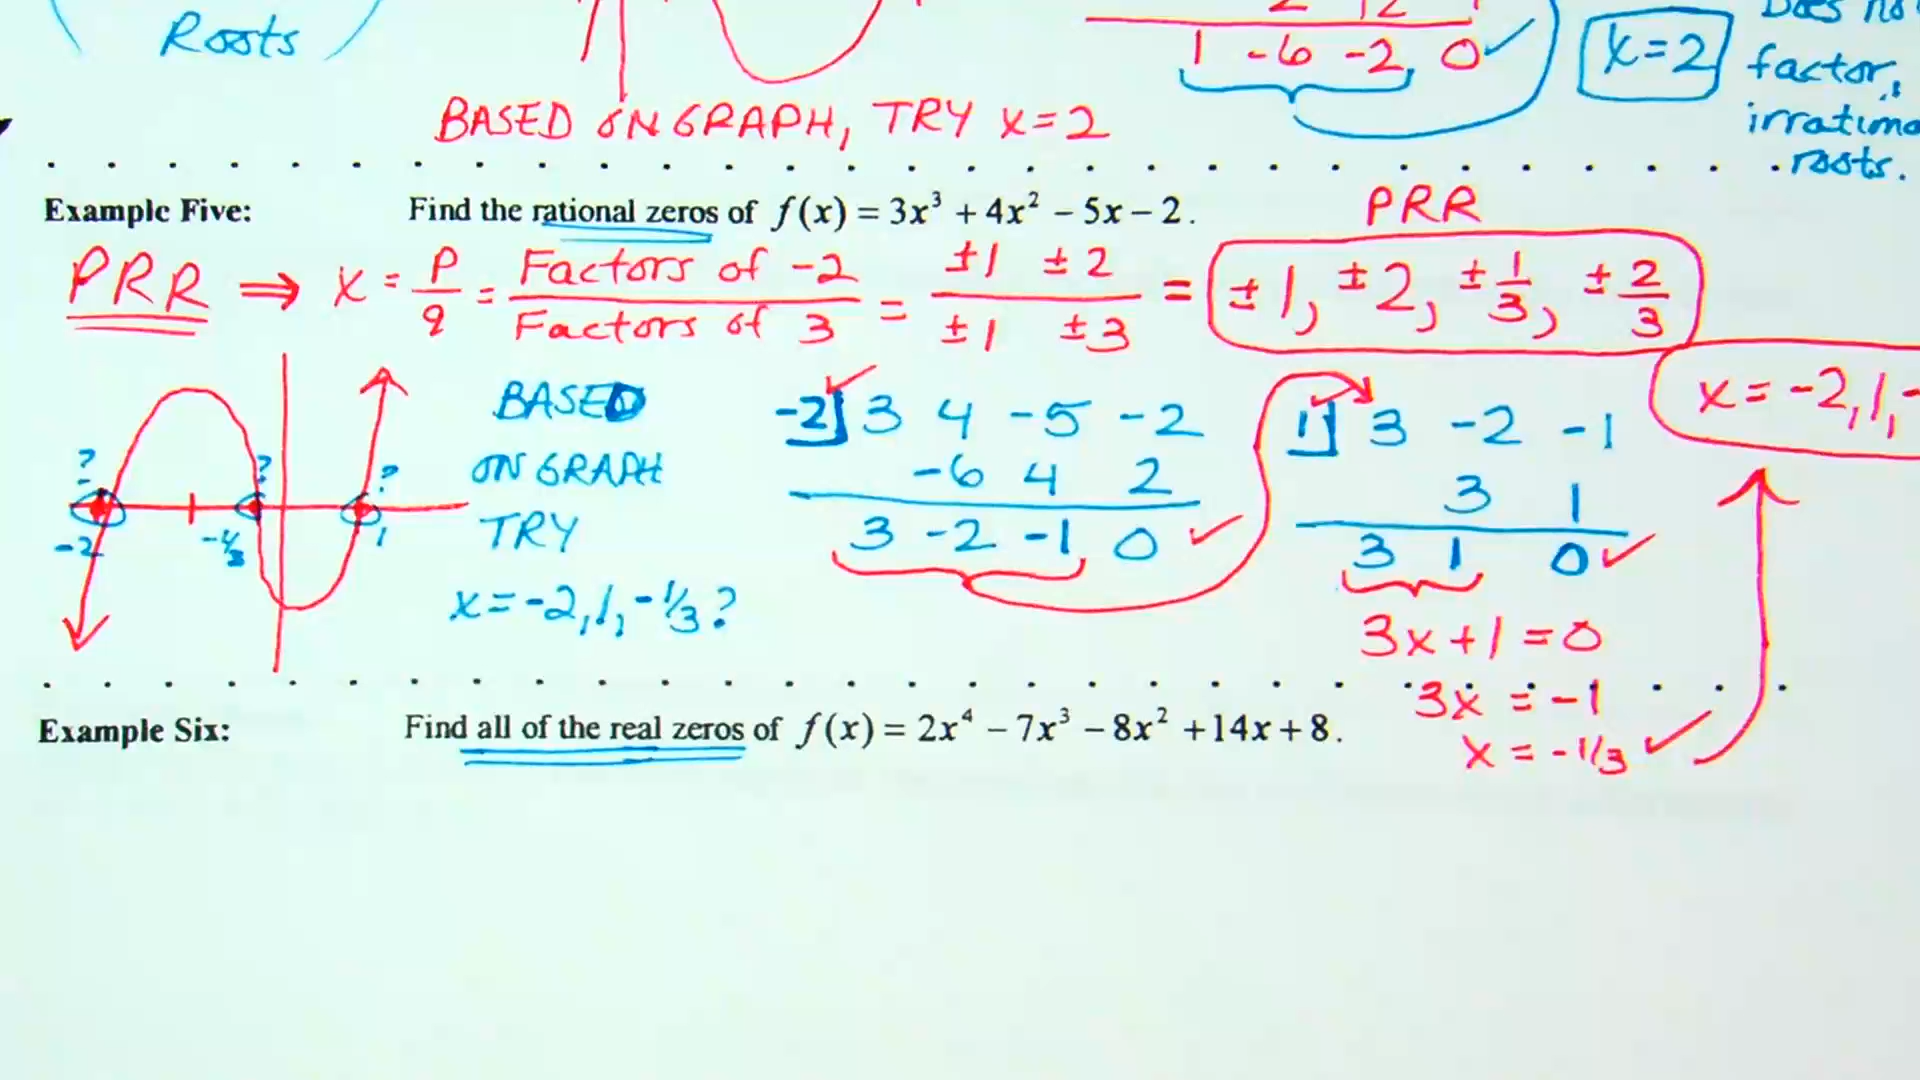 Roots
2 12
1 -6 -2, 0 ✓
x=2
Does no
factor,
irrationa
roots.
BASED ON GRAPH, TRY x=2
Example Five: Find the rational zeros of f(x) = 3x³ + 4x² − 5x − 2.
PRR
PRR ⇒ x = p/q = Factors of -2 / Factors of 3 = ±1 ±2 / ±1 ±3 = ±1, ±2, ±1/3, ±2/3
x = -2, 1, -
? ? ?
-2 -1/3 1
BASED
ON GRAPH
TRY
x = -2, 1, -1/3?
-2] 3 4 -5 -2
-6 4 2
3 -2 -1, 0 ✓
1] 3 -2 -1
3 1
3 1 0 ✓
3x+1=0
3x = -1
x = -1/3 ✓
Example Six: Find all of the real zeros of f(x) = 2x⁴ − 7x³ − 8x² + 14x + 8.